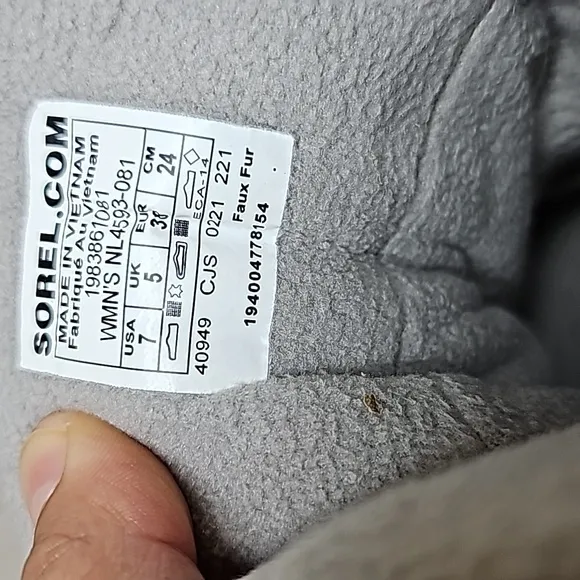 SOREL.COM
MADE IN VIETNAM
Fabriqué Au Vietnam
1983861081
WMN'S NL4593-081
USA UK EUR CM
7 5 38 24
ECA-14
40949 CJS 0221 221
Faux Fur
194004778154